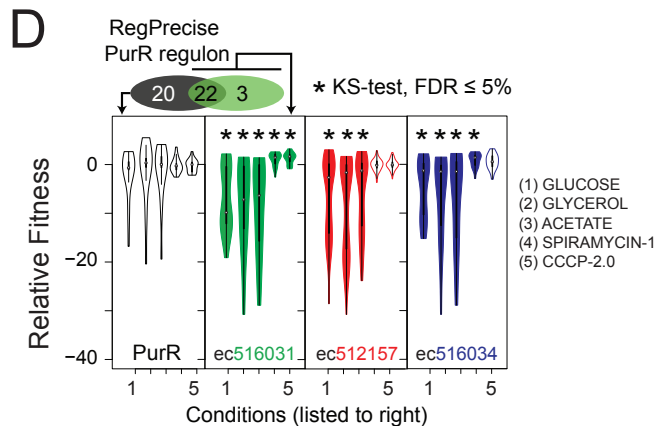 D
RegPrecise
PurR regulon
20 22 3
* KS-test, FDR ≤ 5%
* * * * * * * * * * * *
0
−20
−40
Relative Fitness
PurR
ec516031
ec512157
ec516034
1 5 1 5 1 5 1 5
Conditions (listed to right)
(1) GLUCOSE
(2) GLYCEROL
(3) ACETATE
(4) SPIRAMYCIN-1
(5) CCCP-2.0